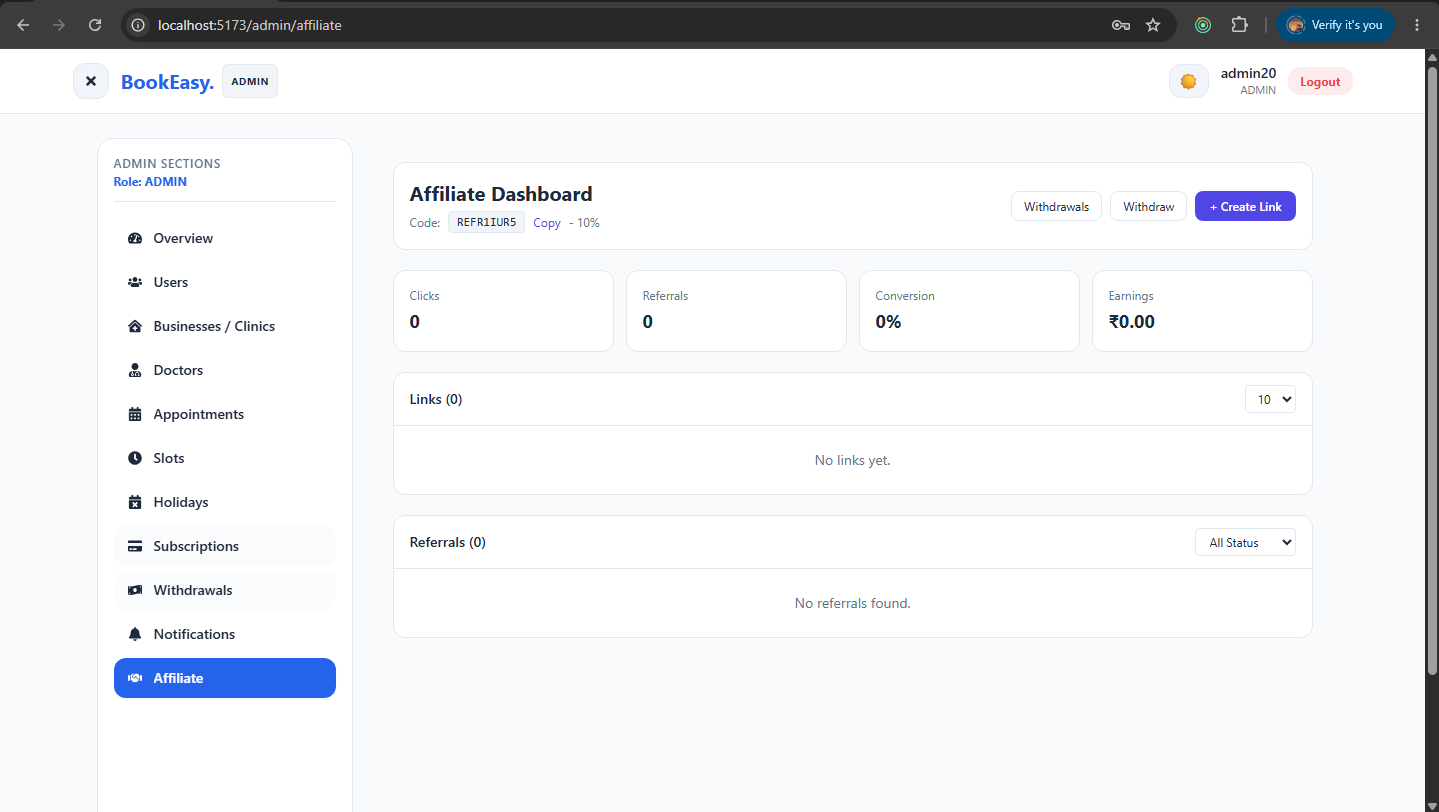 localhost:5173/admin/affiliate
Verify it's you
BookEasy. ADMIN
admin20
ADMIN
Logout
ADMIN SECTIONS
Role: ADMIN
Overview
Users
Businesses / Clinics
Doctors
Appointments
Slots
Holidays
Subscriptions
Withdrawals
Notifications
Affiliate
Affiliate Dashboard
Code: REFR1IUR5 Copy - 10%
Withdrawals Withdraw + Create Link
Clicks
0
Referrals
0
Conversion
0%
Earnings
₹0.00
Links (0) 10
No links yet.
Referrals (0) All Status
No referrals found.